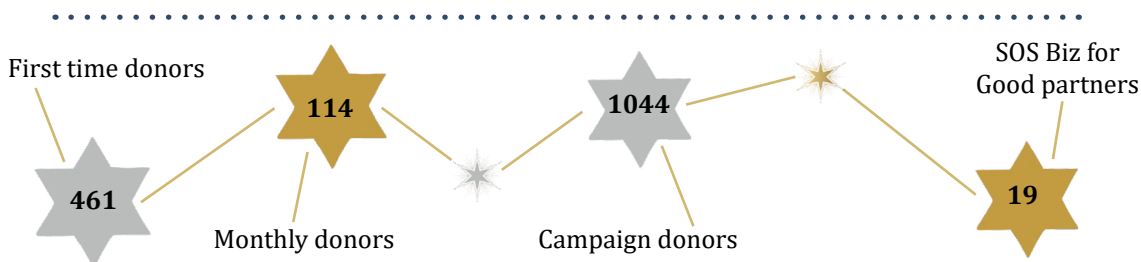 First time donors
461
114
Monthly donors
1044
Campaign donors
SOS Biz for
Good partners
19